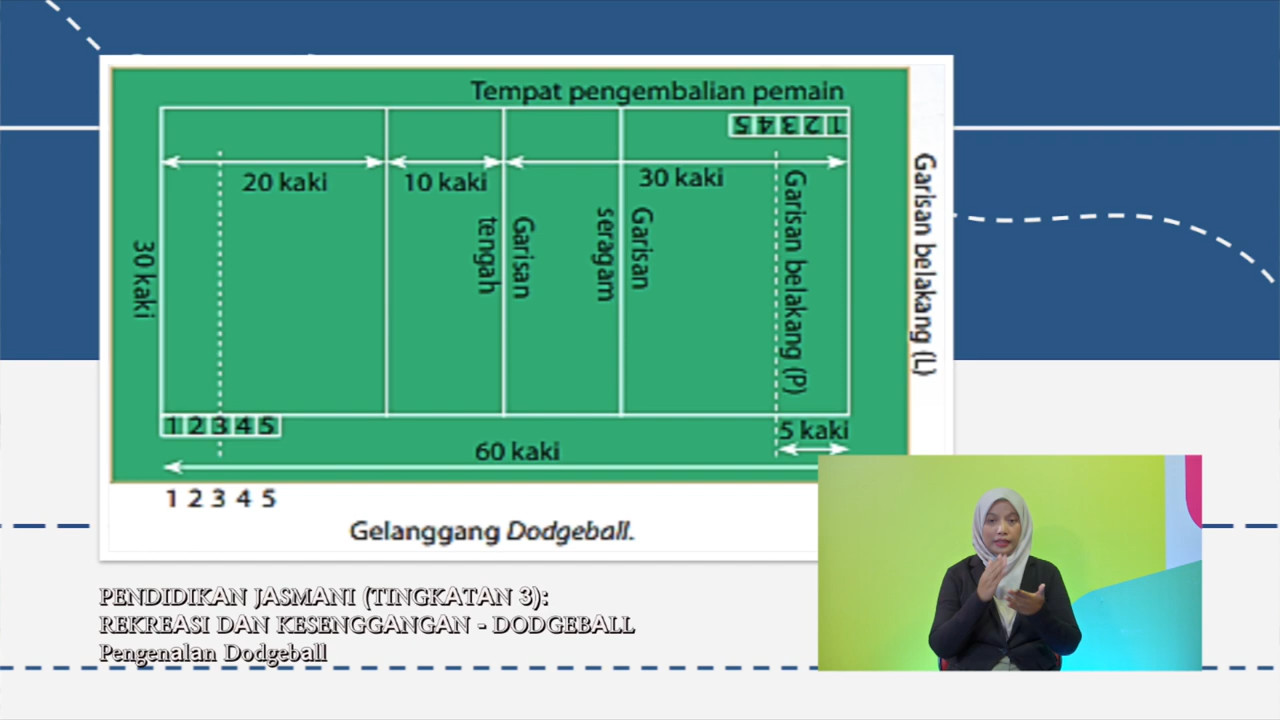 Tempat pengembalian pemain
1 2 3 4 5
20 kaki
10 kaki
30 kaki
30 kaki
Garisan
tengah
Garisan
seragam
Garisan belakang (P)
Garisan belakang (L)
1 2 3 4 5
5 kaki
60 kaki
1 2 3 4 5
Gelanggang Dodgeball.
PENDIDIKAN JASMANI (TINGKATAN 3):
REKREASI DAN KESENGGANGAN - DODGEBALL
Pengenalan Dodgeball